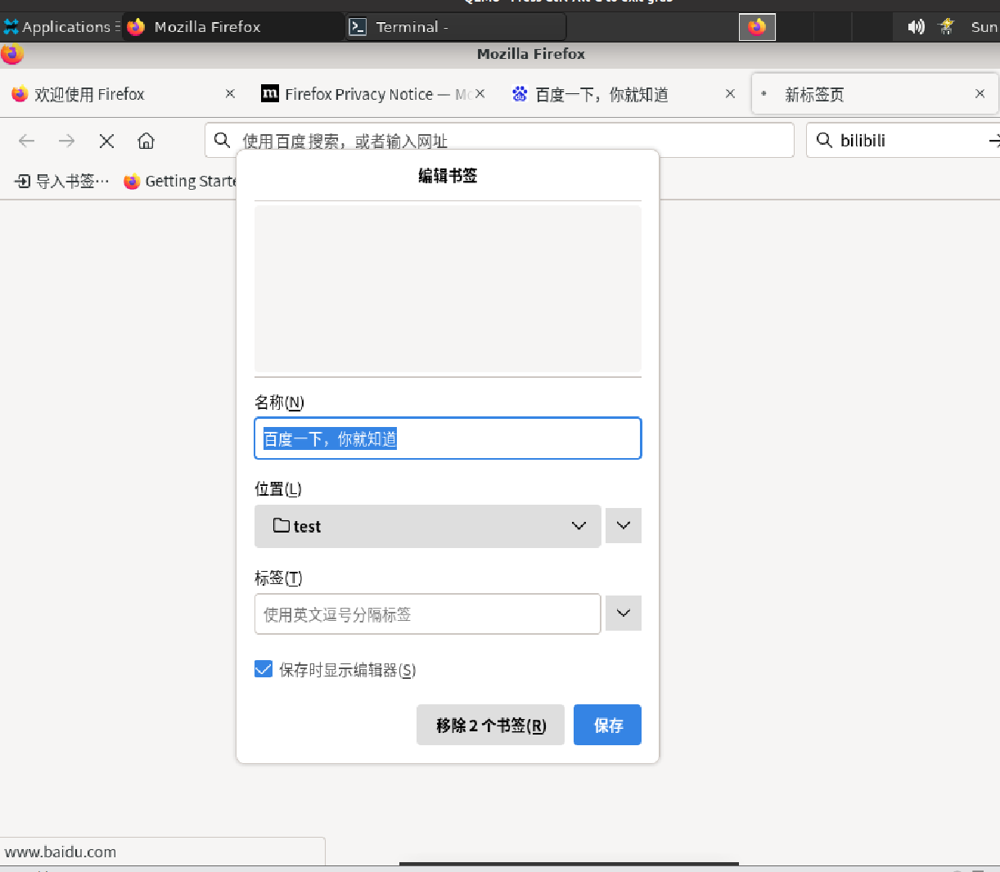 Applications
Mozilla Firefox
Terminal -
Sun
Mozilla Firefox
欢迎使用 Firefox
Firefox Privacy Notice —
百度一下，你就知道
新标签页
使用百度搜索，或者输入网址
bilibili
导入书签…
Getting Starte
编辑书签
名称(N)
百度一下，你就知道
位置(L)
test
标签(T)
使用英文逗号分隔标签
保存时显示编辑器(S)
移除 2 个书签(R)
保存
www.baidu.com